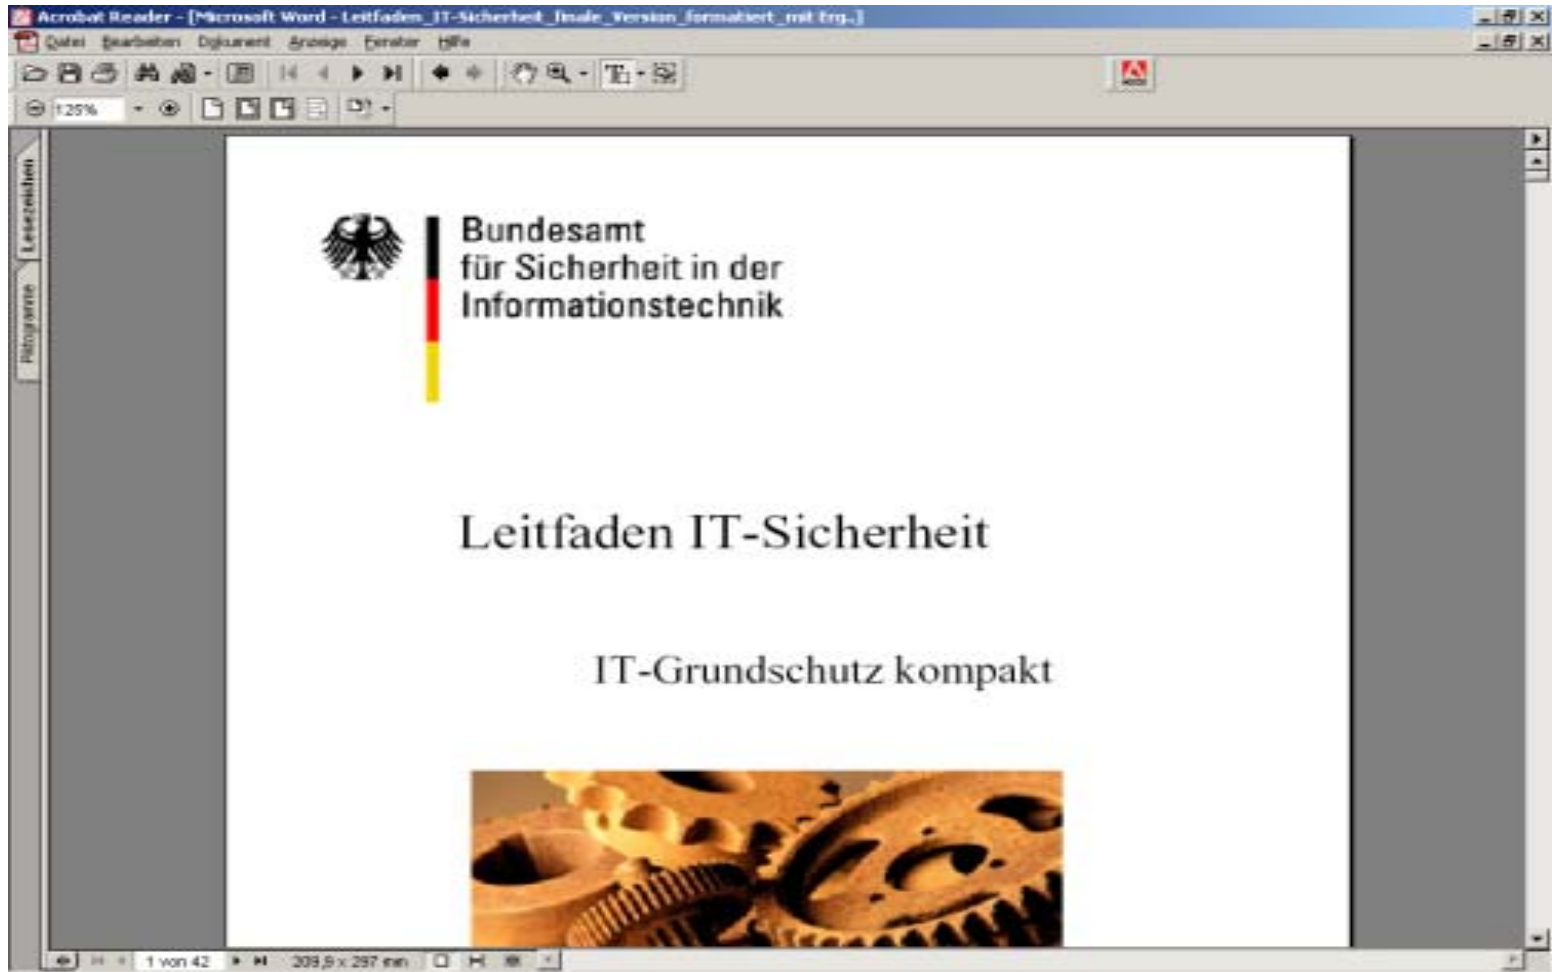 Acrobat Reader - [Microsoft Word - Leitfaden_IT-Sicherheit_finale_Version_formatiert_mit Erg..]
Datei Bearbeiten Dokument Anzeige Fenster Hilfe
125%
Lesezeichen
Piktogramme
Bundesamt
für Sicherheit in der
Informationstechnik
Leitfaden IT-Sicherheit
IT-Grundschutz kompakt
1 von 42 209,9 x 297 mm